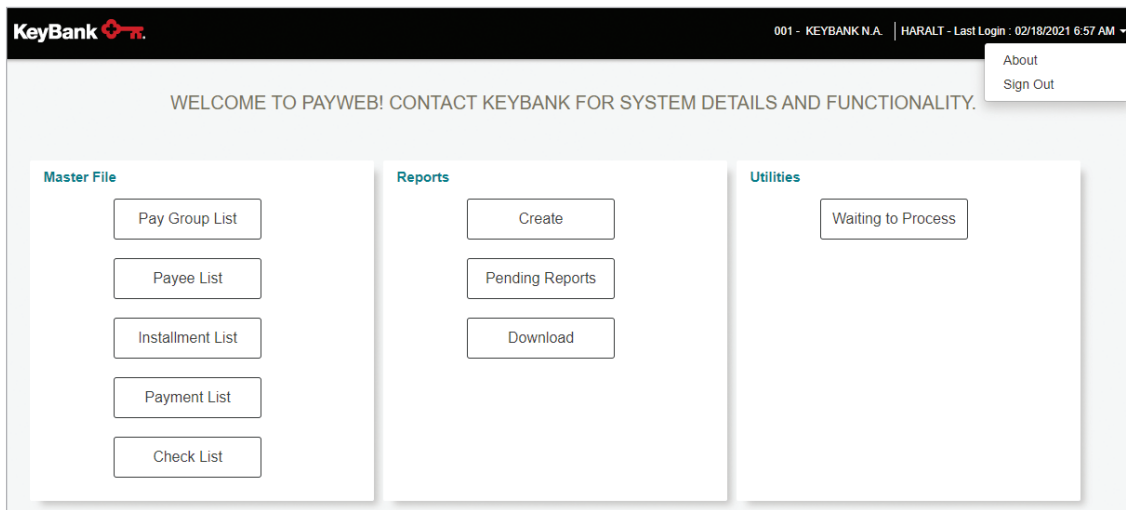 KeyBank
001 - KEYBANK N.A. HARALT - Last Login : 02/18/2021 6:57 AM
About
Sign Out
WELCOME TO PAYWEB! CONTACT KEYBANK FOR SYSTEM DETAILS AND FUNCTIONALITY.
Master File
Pay Group List
Payee List
Installment List
Payment List
Check List
Reports
Create
Pending Reports
Download
Utilities
Waiting to Process